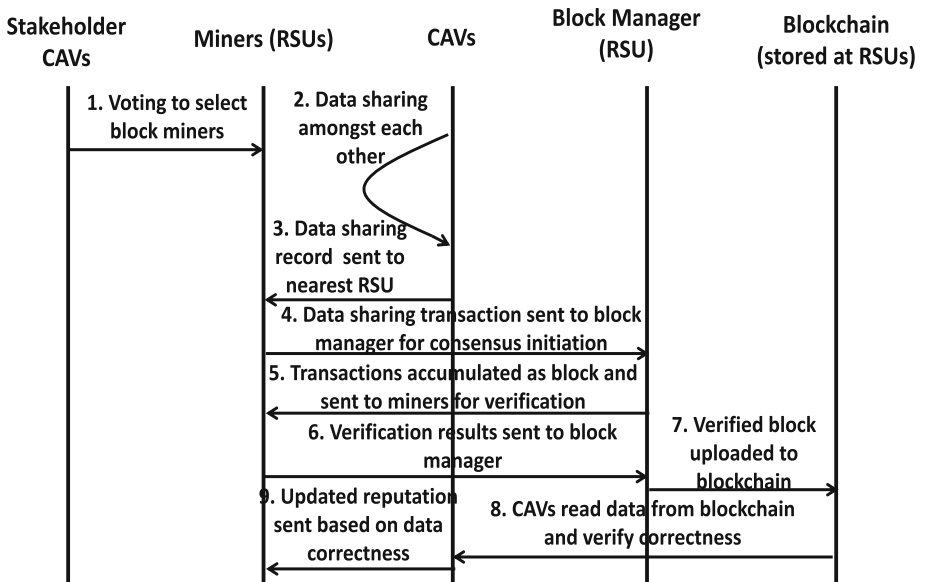 Stakeholder
CAVs
Miners (RSUs)
CAVs
Block Manager
(RSU)
Blockchain
(stored at RSUs)
1. Voting to select
block miners
2. Data sharing
amongst each
other
3. Data sharing
record sent to
nearest RSU
4. Data sharing transaction sent to block
manager for consensus initiation
5. Transactions accumulated as block and
sent to miners for verification
6. Verification results sent to block
manager
7. Verified block
uploaded to
blockchain
8. CAVs read data from blockchain
and verify correctness
9. Updated reputation
sent based on data
correctness